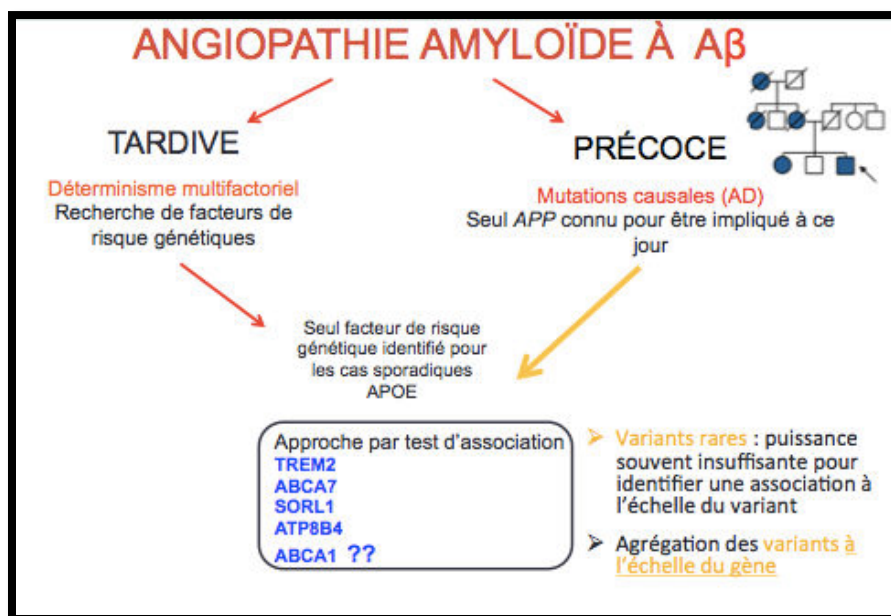 ANGIOPATHIE AMYLOÏDE À Aβ
TARDIVE
Déterminisme multifactoriel
Recherche de facteurs de
risque génétiques
PRÉCOCE
Mutations causales (AD)
Seul APP connu pour être impliqué à ce
jour
Seul facteur de risque
génétique identifié pour
les cas sporadiques
APOE
Approche par test d'association
TREM2
ABCA7
SORL1
ATP8B4
ABCA1 ??
➢ Variants rares : puissance
souvent insuffisante pour
identifier une association à
l'échelle du variant
➢ Agrégation des variants à
l'échelle du gène